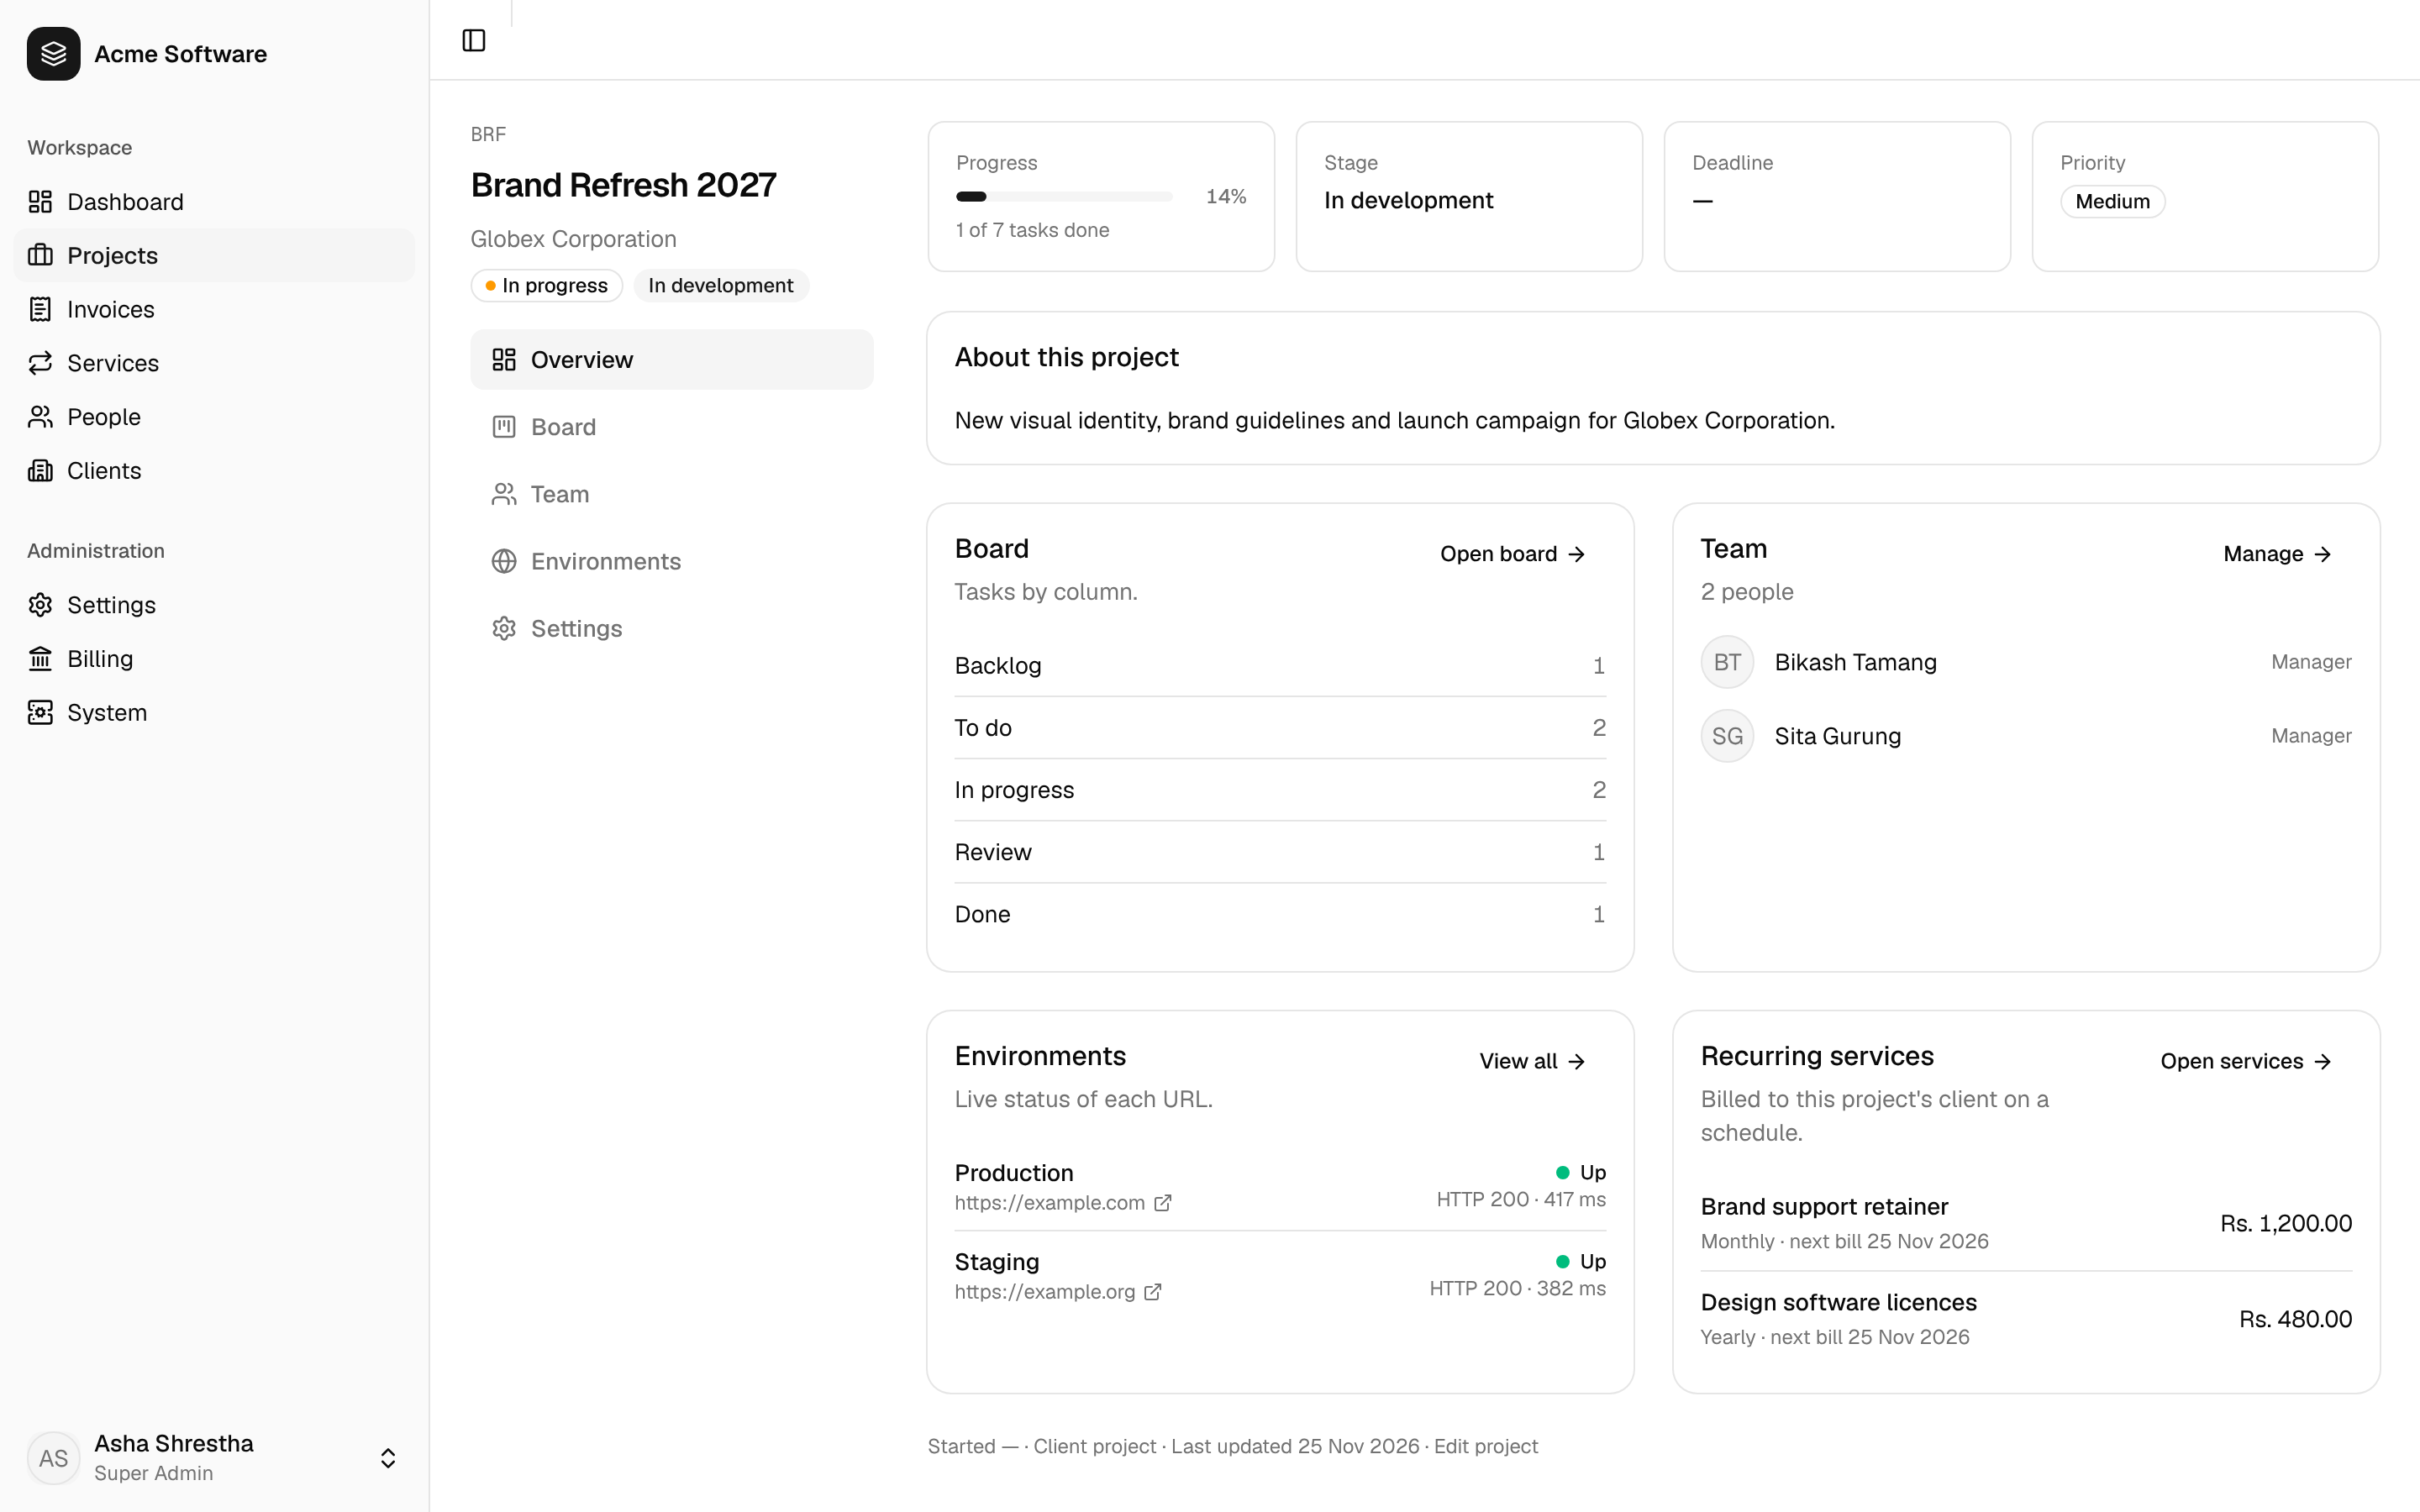 Acme Software
Workspace
Dashboard
Projects
Invoices
Services
People
Clients
Administration
Settings
Billing
System
AS
Asha Shrestha
Super Admin
BRF
Brand Refresh 2027
Globex Corporation
In progress
In development
Overview
Board
Team
Environments
Settings
Progress
14%
1 of 7 tasks done
Stage
In development
Deadline
—
Priority
Medium
About this project
New visual identity, brand guidelines and launch campaign for Globex Corporation.
Board
Open board
Tasks by column.
Backlog 1
To do 2
In progress 2
Review 1
Done 1
Team
Manage
2 people
BT Bikash Tamang Manager
SG Sita Gurung Manager
Environments
View all
Live status of each URL.
Production Up
https://example.com HTTP 200 · 417 ms
Staging Up
https://example.org HTTP 200 · 382 ms
Recurring services
Open services
Billed to this project's client on a
schedule.
Brand support retainer
Rs. 1,200.00
Monthly · next bill 25 Nov 2026
Design software licences
Rs. 480.00
Yearly · next bill 25 Nov 2026
Started — · Client project · Last updated 25 Nov 2026 · Edit project